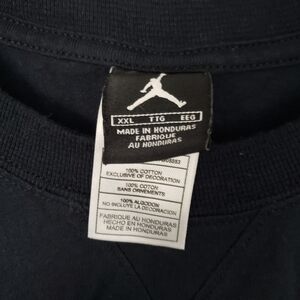 XXL TTG EEG
MADE IN HONDURAS
FABRIQUE
AU HONDURAS
100% COTTON
EXCLUSIVE OF DECORATION
100% COTON
SANS ORNEMENTS
100% ALGODON
NO INCLUYE LA DECORACION
FABRIQUE AU HONDURAS
HECHO EN HONDURAS
MADE IN HONDURAS